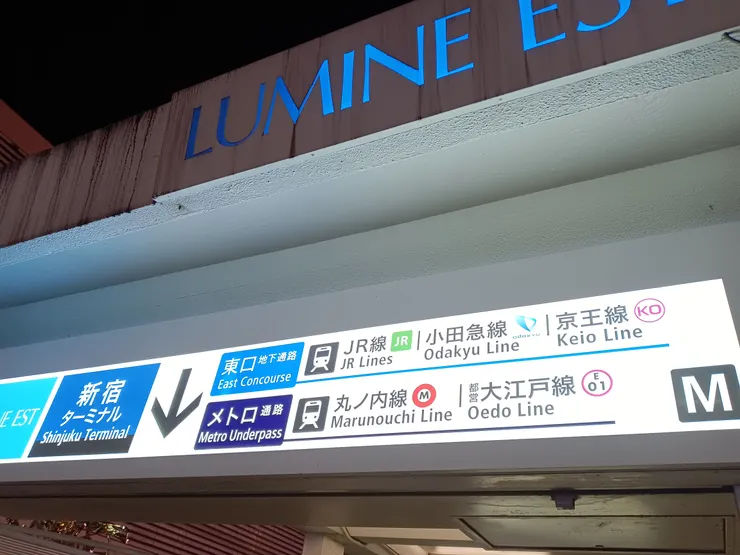 LUMINE EST
NE EST
新宿
ターミナル
Shinjuku Terminal
東口 地下通路
East Concourse
JR線 JR
JR Lines
小田急線
odakyu
Odakyu Line
京王線 KO
Keio Line
メトロ 通路
Metro Underpass
丸ノ内線 M
Marunouchi Line
都営大江戸線 E 01
Oedo Line
M